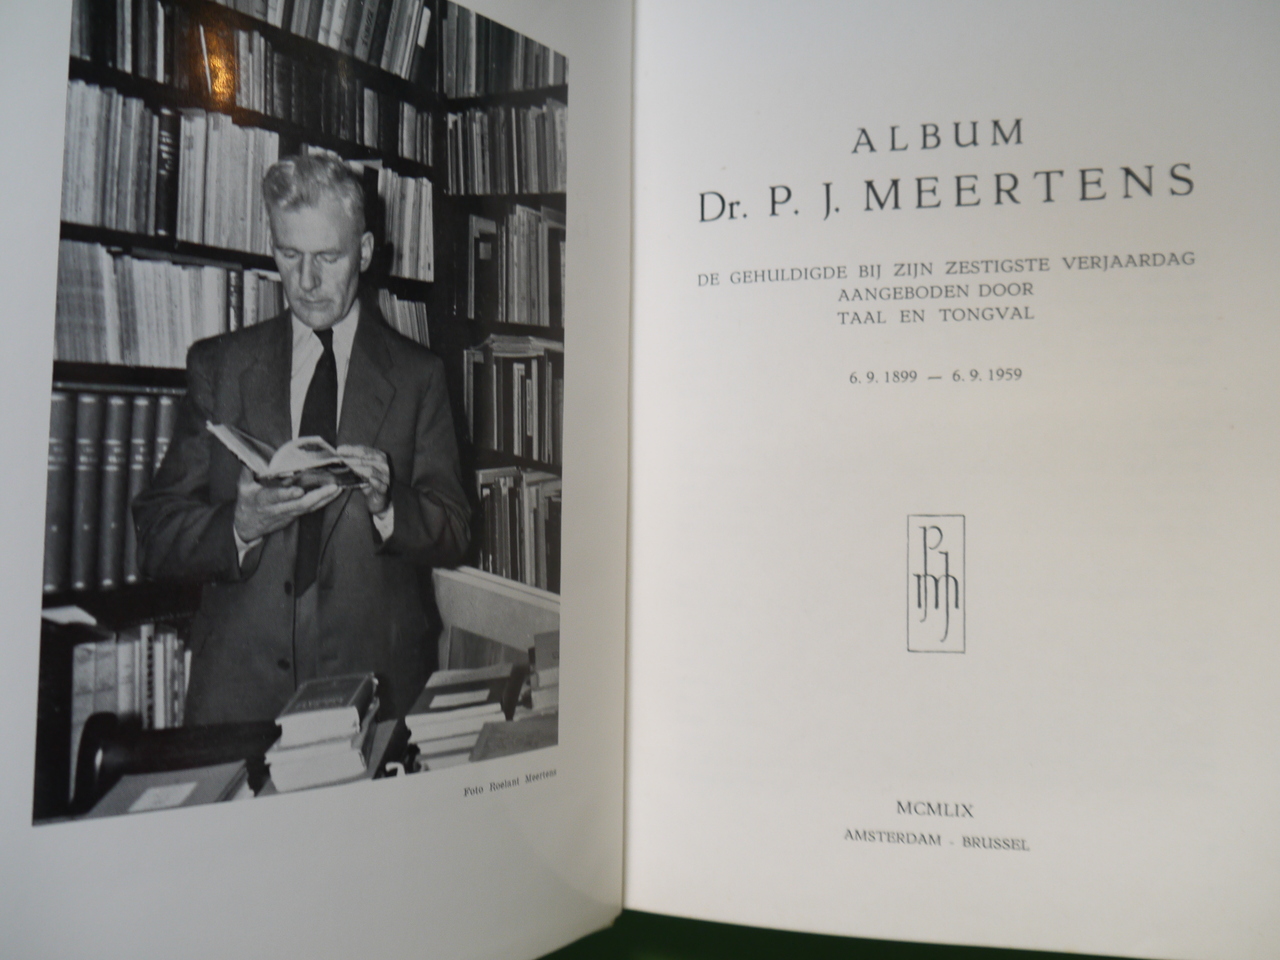 Foto Roelant Meertens
ALBUM
Dr. P. J. MEERTENS
DE GEHULDIGDE BIJ ZIJN ZESTIGSTE VERJAARDAG
AANGEBODEN DOOR
TAAL EN TONGVAL
6. 9. 1899 — 6. 9. 1959
PJM
MCMLIX
AMSTERDAM - BRUSSEL